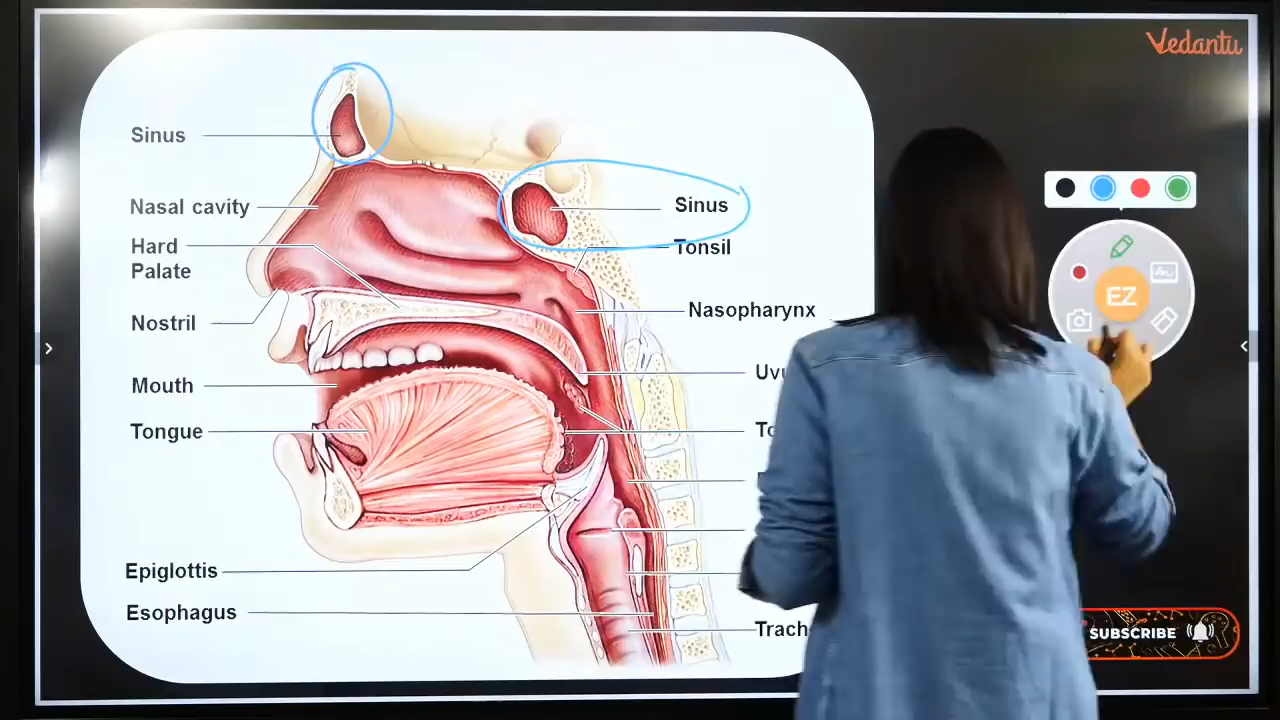 Vedantu
Sinus
Nasal cavity
Hard
Palate
Nostril
Mouth
Tongue
Epiglottis
Esophagus
Sinus
Tonsil
Nasopharynx
EZ
SUBSCRIBE